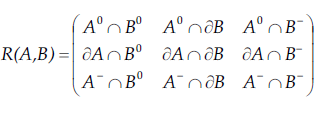 A⁰∩B⁰ A⁰∩∂B A⁰∩B⁻
R(A,B)= ∂A∩B⁰ ∂A∩∂B ∂A∩B⁻
A⁻∩B⁰ A⁻∩∂B A⁻∩B⁻